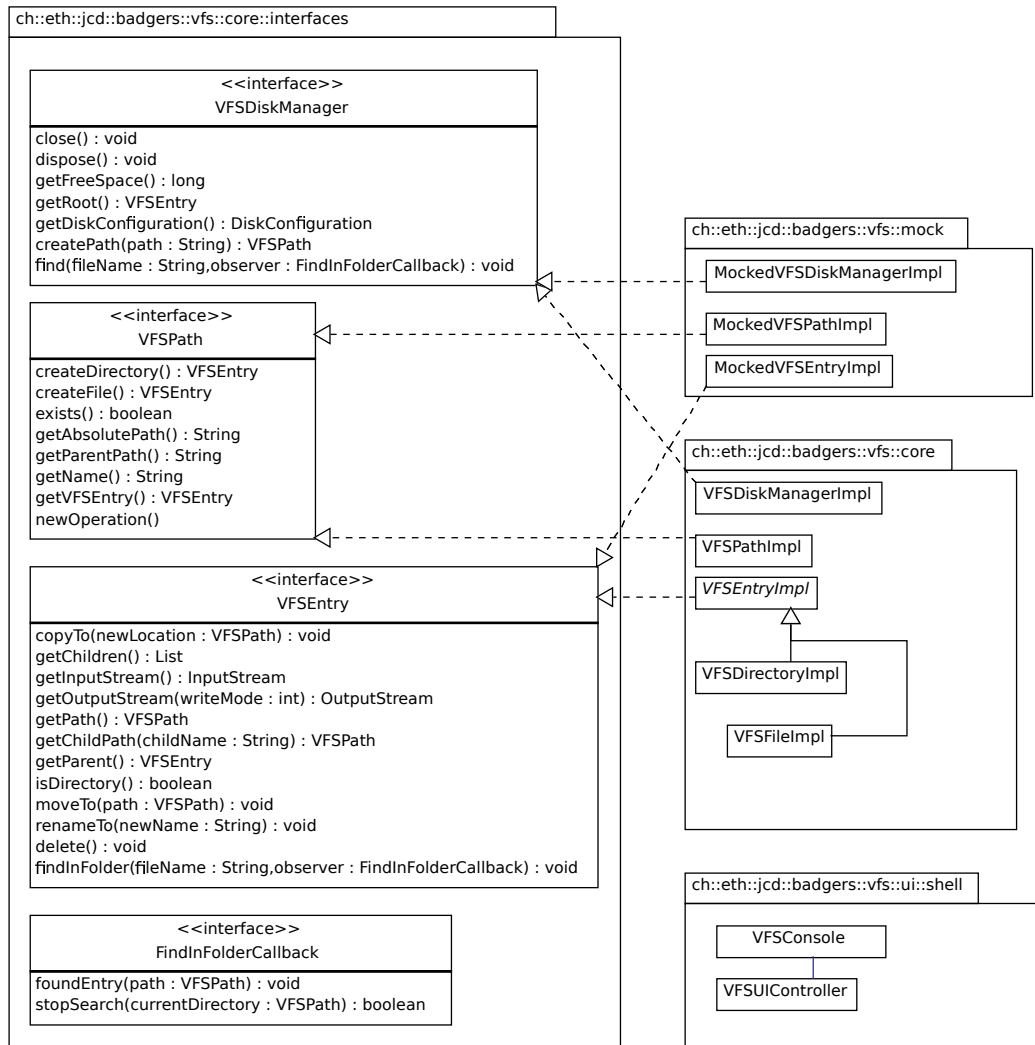 ch::eth::jcd::badgers::vfs::core::interfaces
<<interface>>
VFSDiskManager
close() : void
dispose() : void
getFreeSpace() : long
getRoot() : VFSEntry
getDiskConfiguration() : DiskConfiguration
createPath(path : String) : VFSPath
find(fileName : String,observer : FindInFolderCallback) : void
<<interface>>
VFSPath
createDirectory() : VFSEntry
createFile() : VFSEntry
exists() : boolean
getAbsolutePath() : String
getParentPath() : String
getName() : String
getVFSEntry() : VFSEntry
newOperation()
<<interface>>
VFSEntry
copyTo(newLocation : VFSPath) : void
getChildren() : List
getInputStream() : InputStream
getOutputStream(writeMode : int) : OutputStream
getPath() : VFSPath
getChildPath(childName : String) : VFSPath
getParent() : VFSEntry
isDirectory() : boolean
moveTo(path : VFSPath) : void
renameTo(newName : String) : void
delete() : void
findInFolder(fileName : String,observer : FindInFolderCallback) : void
<<interface>>
FindInFolderCallback
foundEntry(path : VFSPath) : void
stopSearch(currentDirectory : VFSPath) : boolean
ch::eth::jcd::badgers::vfs::mock
MockedVFSDiskManagerImpl
MockedVFSPathImpl
MockedVFSEntryImpl
ch::eth::jcd::badgers::vfs::core
VFSDiskManagerImpl
VFSPathImpl
VFSEntryImpl
VFSDirectoryImpl
VFSFileImpl
ch::eth::jcd::badgers::vfs::ui::shell
VFSConsole
VFSUIController